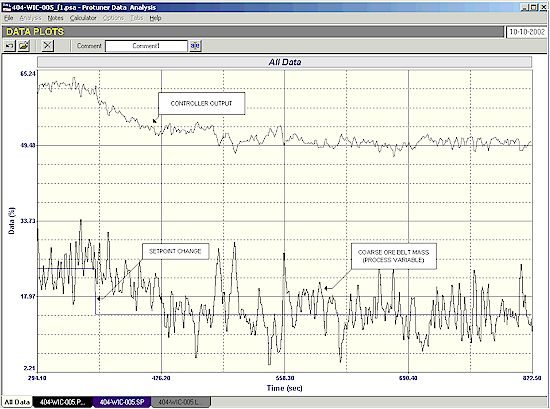 404-WIC-005_f1.psa - Protuner Data Analysis
File Analysis Notes Calculator Options Tabs Help
DATA PLOTS 10-10-2002
Comment Comment1
All Data
65.24
CONTROLLER OUTPUT
49.48
Data (%)
33.73
SETPOINT CHANGE
COARSE ORE BELT MASS
(PROCESS VARIABLE)
17.97
2.21
294.10 476.20 558.30 690.40 872.50
Time (sec)
All Data 404-WIC-005.P... 404-WIC-005.SP 404-WIC-005.L